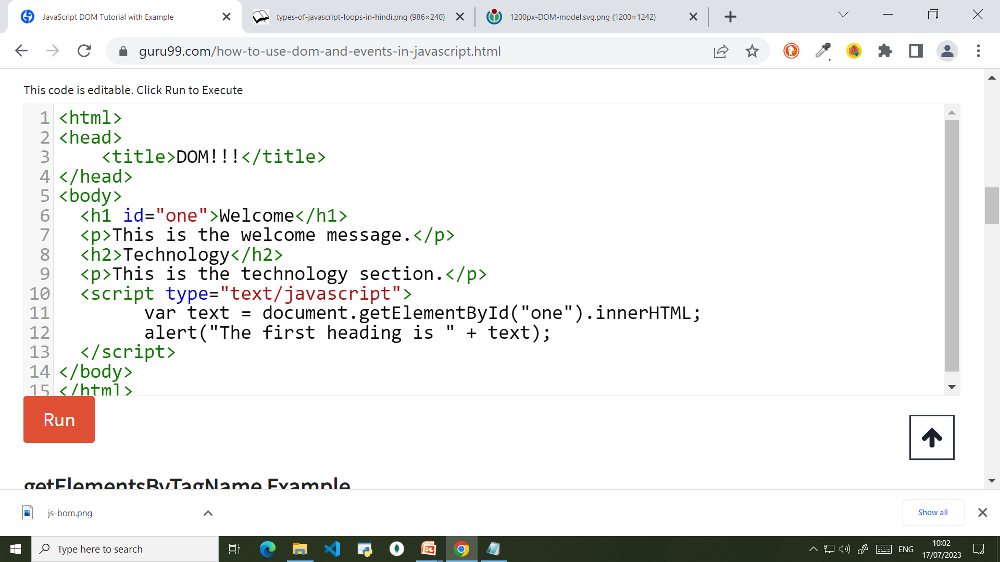 JavaScript DOM Tutorial with Example
types-of-javascript-loops-in-hindi.png (986×240)
1200px-DOM-model.svg.png (1200×1242)
guru99.com/how-to-use-dom-and-events-in-javascript.html
This code is editable. Click Run to Execute
1 <html>
2 <head>
3 <title>DOM!!!</title>
4 </head>
5 <body>
6 <h1 id="one">Welcome</h1>
7 <p>This is the welcome message.</p>
8 <h2>Technology</h2>
9 <p>This is the technology section.</p>
10 <script type="text/javascript">
11 var text = document.getElementById("one").innerHTML;
12 alert("The first heading is " + text);
13 </script>
14 </body>
15 </html>
Run
getElementsByTagName Example
js-bom.png
Show all
Type here to search
ENG
10:02
17/07/2023